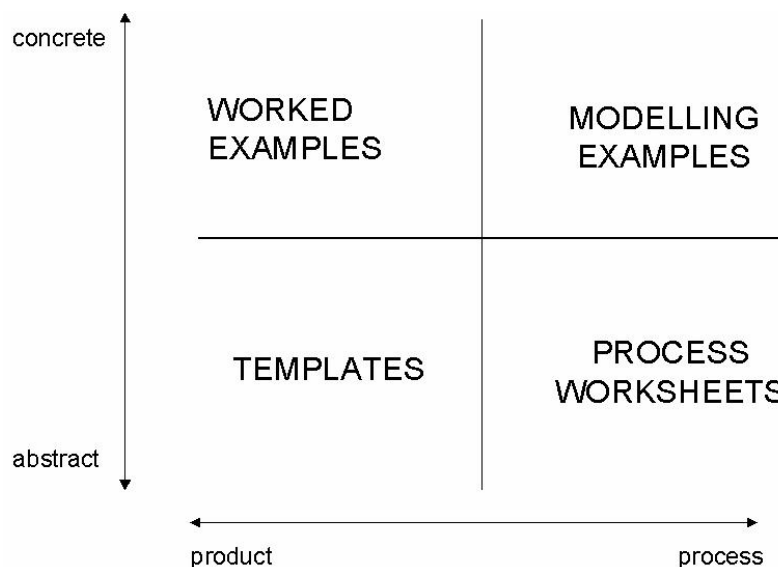 concrete
WORKED
EXAMPLES
MODELLING
EXAMPLES
TEMPLATES
PROCESS
WORKSHEETS
abstract
product
process